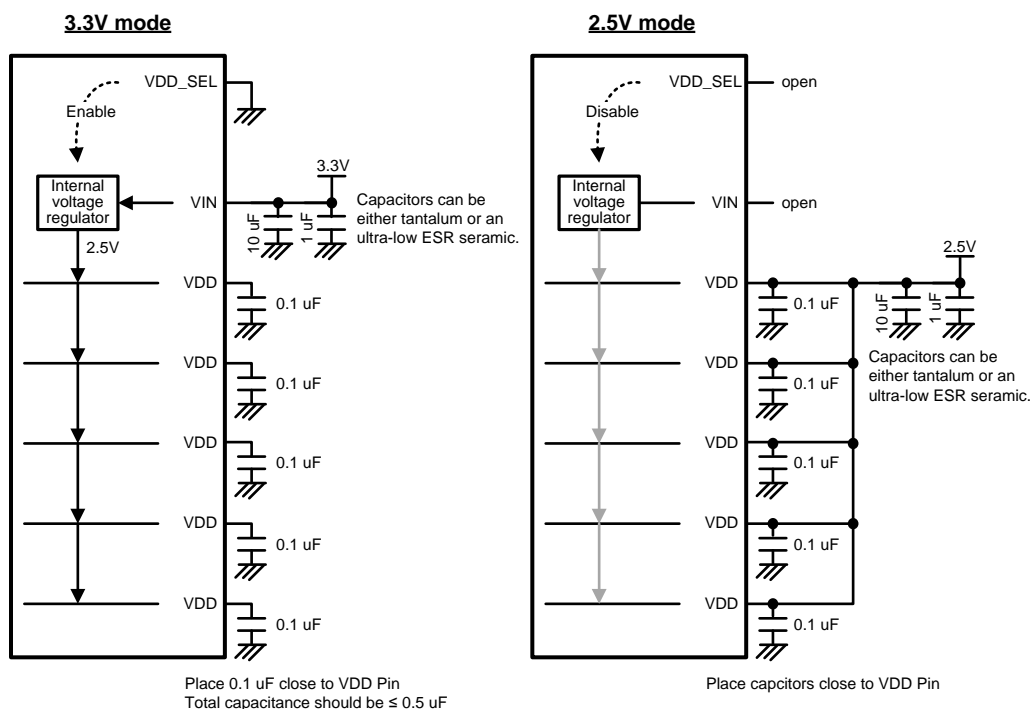 3.3V mode
VDD_SEL
Enable
3.3V
Internal
voltage
regulator
VIN
10 uF
1 uF
Capacitors can be
either tantalum or an
ultra-low ESR seramic.
2.5V
VDD
0.1 uF
VDD
0.1 uF
VDD
0.1 uF
VDD
0.1 uF
VDD
0.1 uF
Place 0.1 uF close to VDD Pin
Total capacitance should be ≤ 0.5 uF
2.5V mode
VDD_SEL
open
Disable
Internal
voltage
regulator
VIN
open
2.5V
VDD
0.1 uF
10 uF
1 uF
Capacitors can be
either tantalum or an
ultra-low ESR seramic.
VDD
0.1 uF
VDD
0.1 uF
VDD
0.1 uF
VDD
0.1 uF
Place capcitors close to VDD Pin